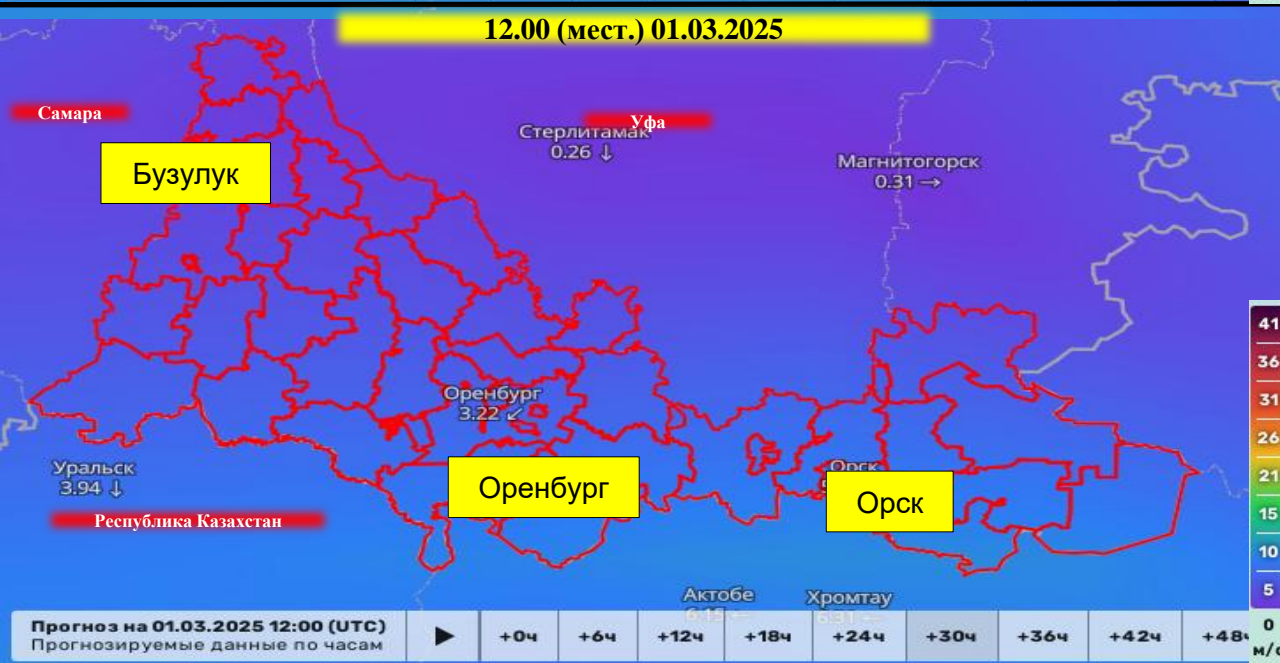 12.00 (мест.) 01.03.2025
Самара
Уфа
Стерлитамак
0.26 ↓
Бузулук
Магнитогорск
0.31 →
Оренбург
3.22 ↙
Уральск
3.94 ↓
Орск
Оренбург
Орск
Республика Казахстан
Актобе
6.15 ←
Хромтау
41
36
31
26
21
15
10
5
0
м/с
Прогноз на 01.03.2025 12:00 (UTC)
Прогнозируемые данные по часам
+0ч
+6ч
+12ч
+18ч
+24ч
+30ч
+36ч
+42ч
+48ч